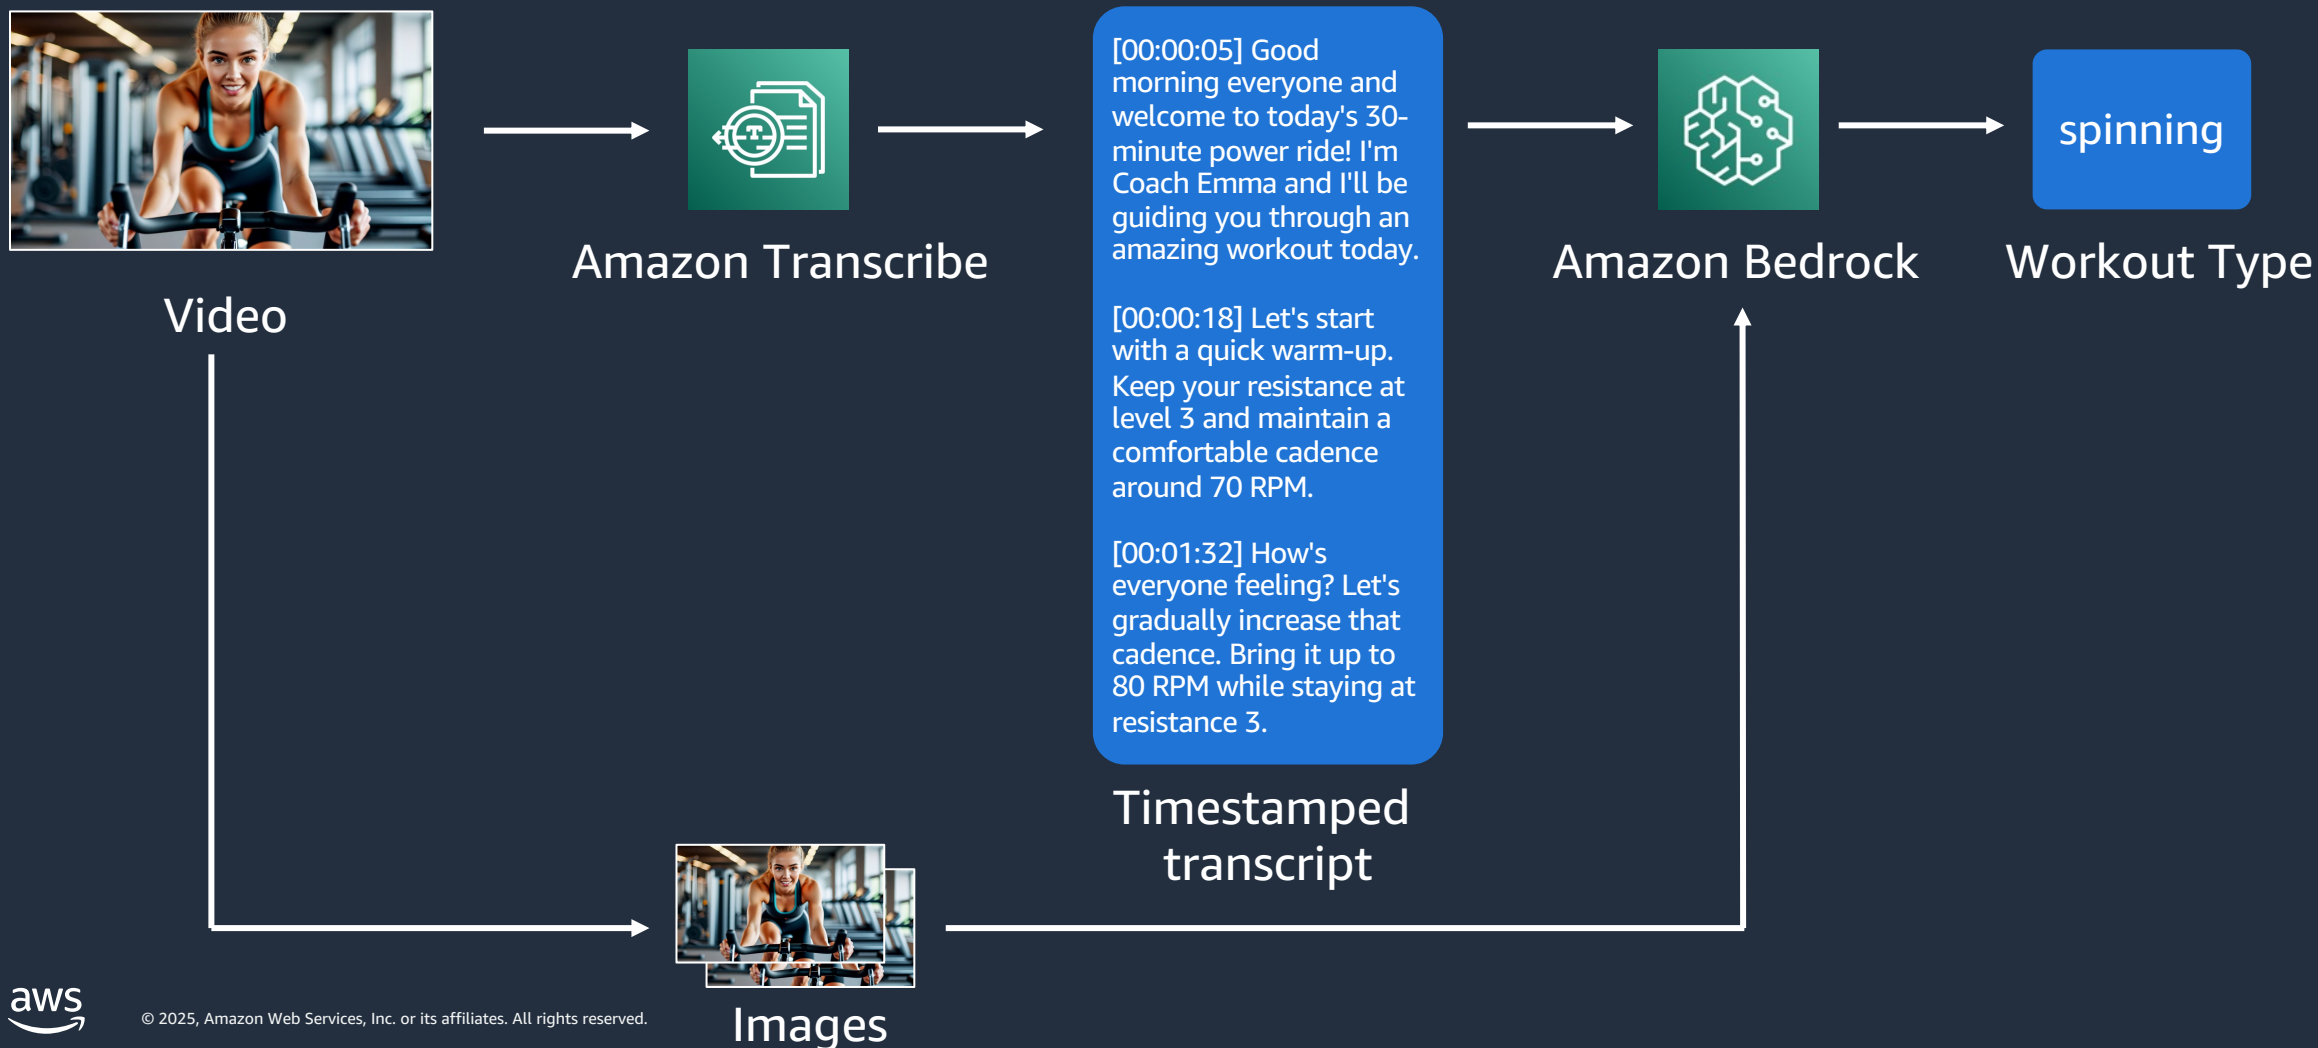 Video
Amazon Transcribe
[00:00:05] Good
morning everyone and
welcome to today's 30-
minute power ride! I'm
Coach Emma and I'll be
guiding you through an
amazing workout today.
[00:00:18] Let's start
with a quick warm-up.
Keep your resistance at
level 3 and maintain a
comfortable cadence
around 70 RPM.
[00:01:32] How's
everyone feeling? Let's
gradually increase that
cadence. Bring it up to
80 RPM while staying at
resistance 3.
Timestamped
transcript
Amazon Bedrock
spinning
Workout Type
Images
T
aws
© 2025, Amazon Web Services, Inc. or its affiliates. All rights reserved.